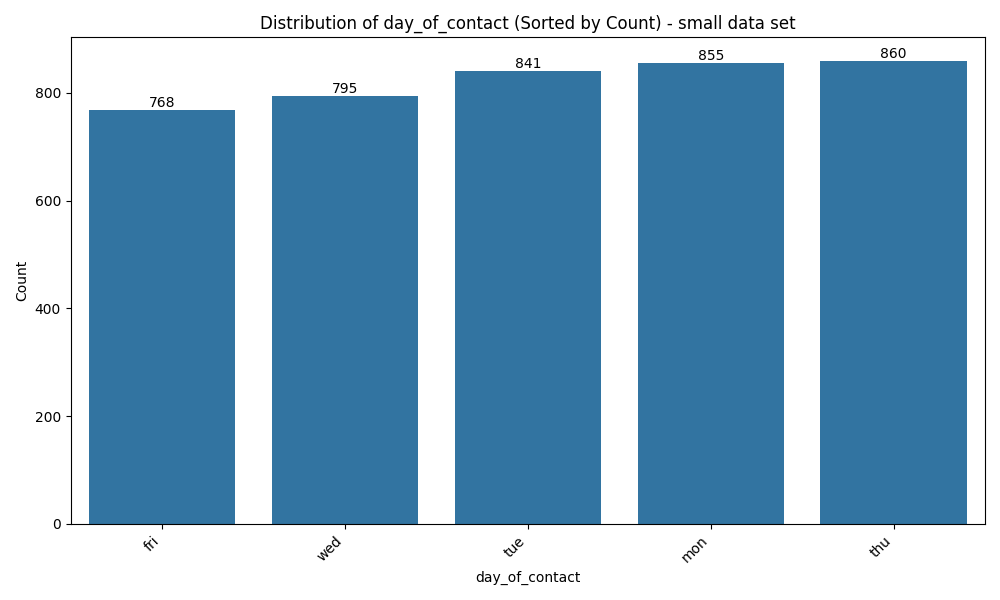 Distribution of day_of_contact (Sorted by Count) - small data set
Count
800
600
400
200
0
768
795
841
855
860
fri
wed
tue
mon
thu
day_of_contact